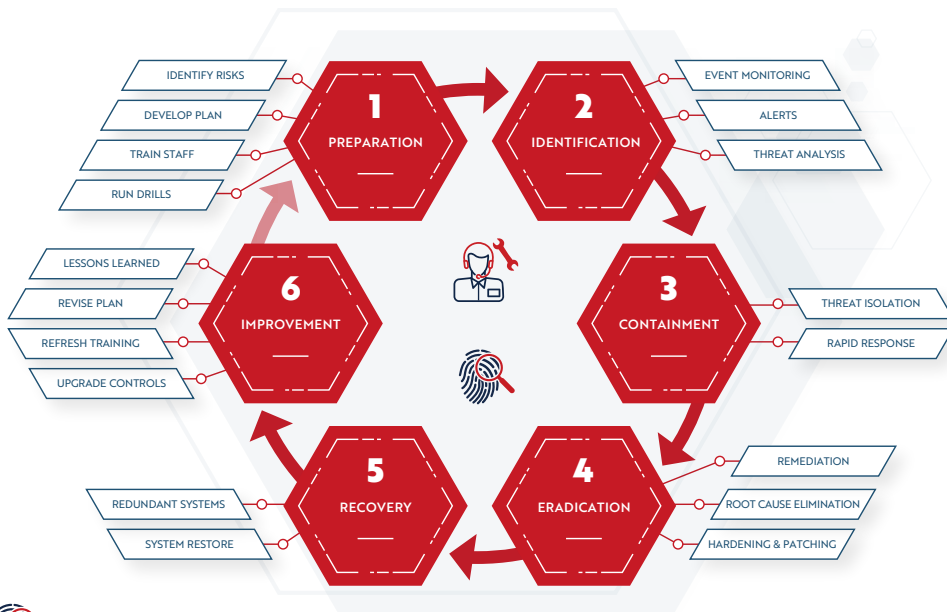 1
PREPARATION
IDENTIFY RISKS
DEVELOP PLAN
TRAIN STAFF
RUN DRILLS
2
IDENTIFICATION
EVENT MONITORING
ALERTS
THREAT ANALYSIS
3
CONTAINMENT
THREAT ISOLATION
RAPID RESPONSE
4
ERADICATION
REMEDIATION
ROOT CAUSE ELIMINATION
HARDENING & PATCHING
5
RECOVERY
REDUNDANT SYSTEMS
SYSTEM RESTORE
6
IMPROVEMENT
LESSONS LEARNED
REVISE PLAN
REFRESH TRAINING
UPGRADE CONTROLS